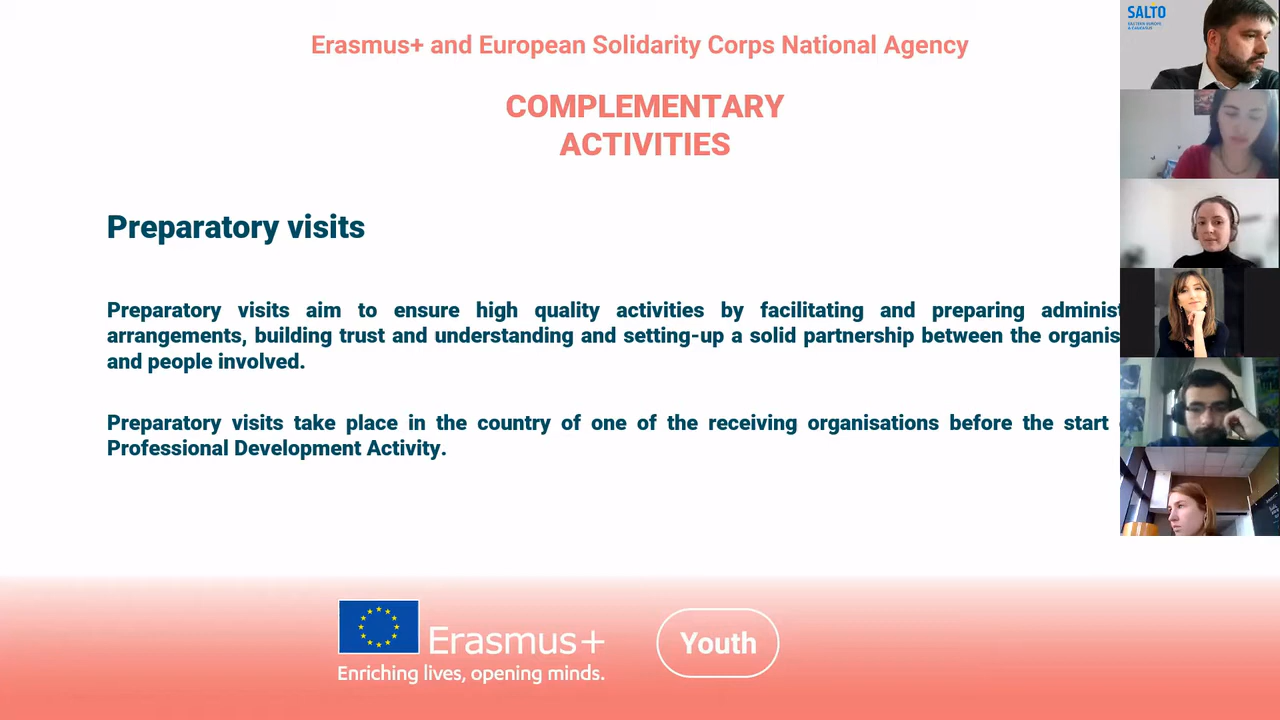 Erasmus+ and European Solidarity Corps National Agency
COMPLEMENTARY
ACTIVITIES
Preparatory visits
Preparatory visits aim to ensure high quality activities by facilitating and preparing
arrangements, building trust and understanding and setting-up a solid partnership between the
and people involved.
Preparatory visits take place in the country of one of the receiving organisations before the start
Professional Development Activity.
Erasmus+
Enriching lives, opening minds.
Youth
SALTO
EASTERN EUROPE
& CAUCASUS